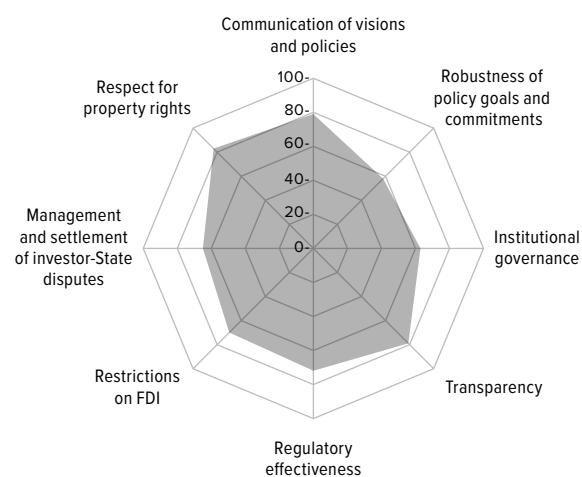 Communication of visions
and policies
Respect for
property rights
Robustness of
policy goals and
commitments
100-
80-
60-
40-
20-
0-
Management
and settlement
of investor-State
disputes
Institutional
governance
Restrictions
on FDI
Transparency
Regulatory
effectiveness